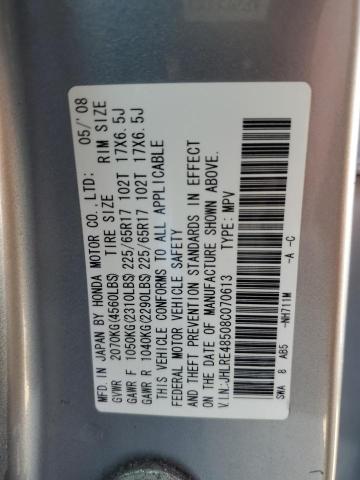 MFD. IN JAPAN BY HONDA MOTOR CO., LTD: 05/'08
TIRE SIZE RIM SIZE
GVWR 2070KG(4560LBS)
GAWR F 1050KG(2310LBS) 225/65R17 102T 17X6.5J
GAWR R 1040KG(2290LBS) 225/65R17 102T 17X6.5J
THIS VEHICLE CONFORMS TO ALL APPLICABLE
FEDERAL MOTOR VEHICLE SAFETY
AND THEFT PREVENTION STANDARDS IN EFFECT
ON THE DATE OF MANUFACTURE SHOWN ABOVE.
V.I.N: JHLRE48508C070613 TYPE: MPV
SWA 8 AB5 -NH711M -A -C